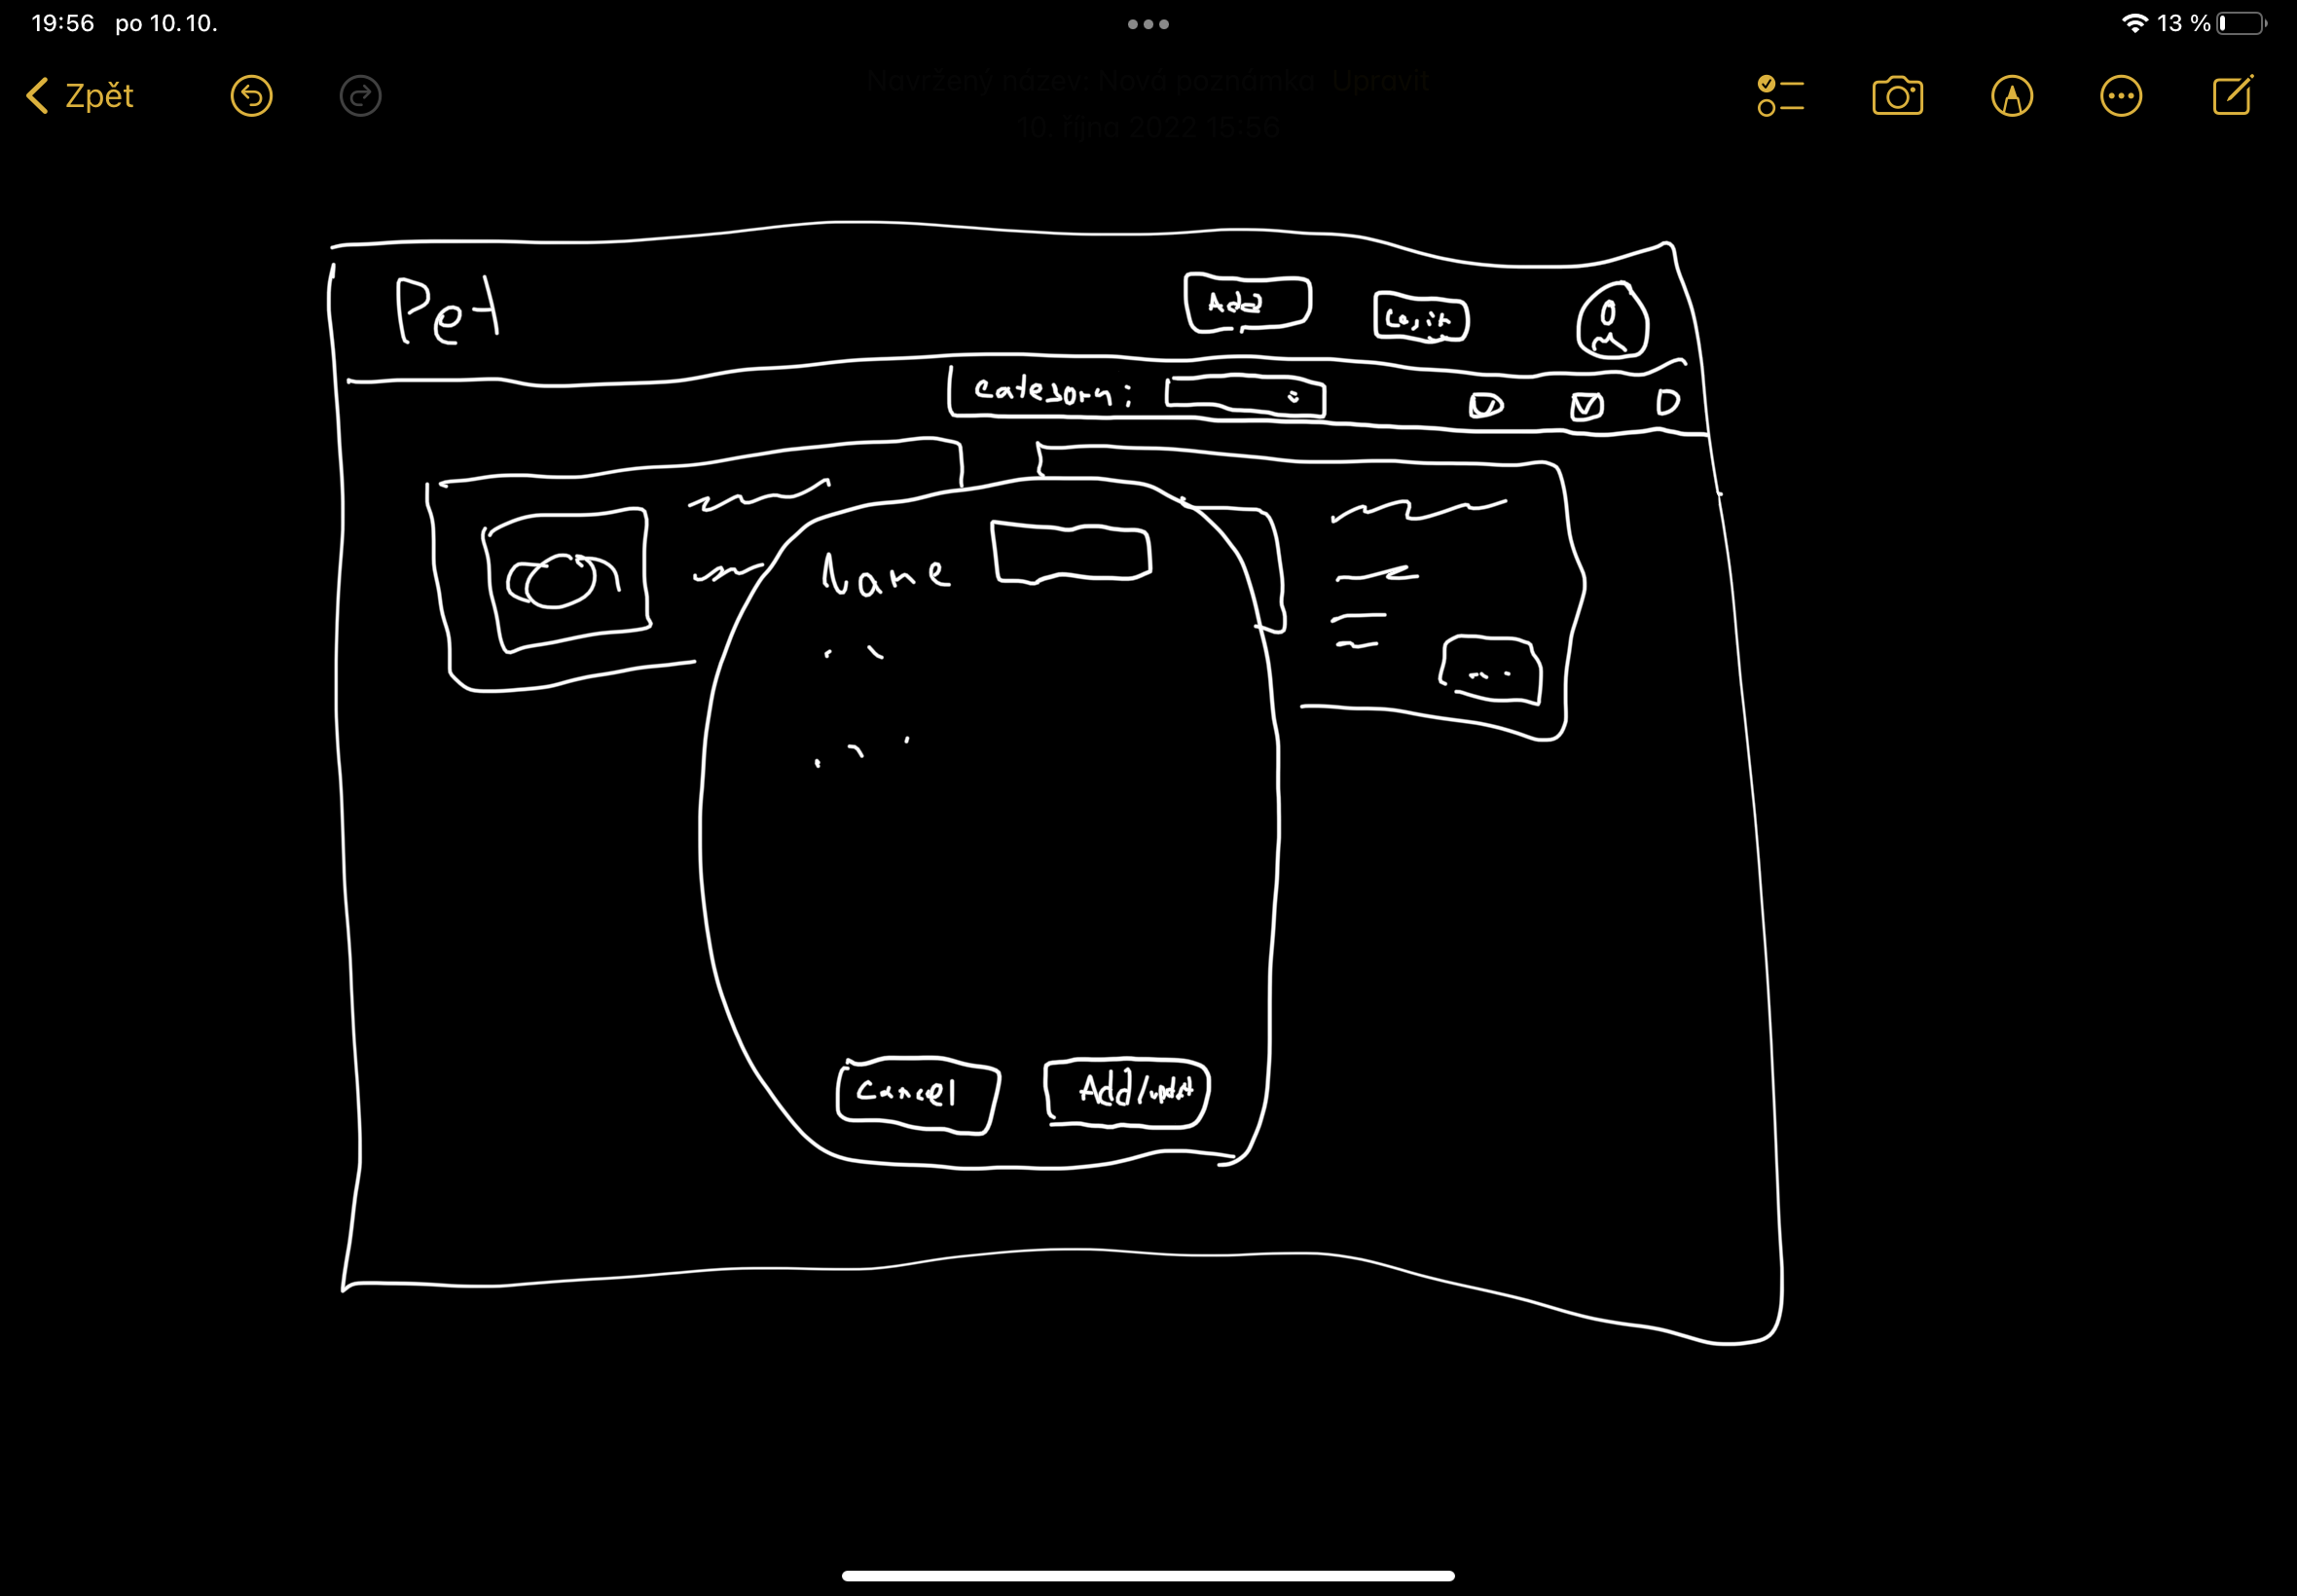 19:56 po 10. 10.
13 %
Zpět
Navržený název: Nová poznámka Upravit
10. října 2022 15:56
Pet
Add
Login
Category:
Name
Cancel
Add/updat